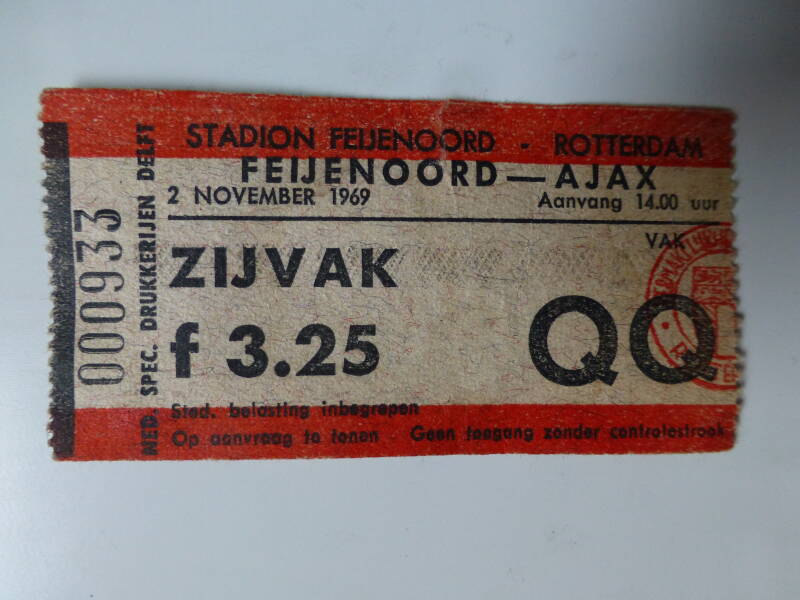 STADION FEIJENOORD - ROTTERDAM
FEIJENOORD — AJAX
2 NOVEMBER 1969
Aanvang 14.00 uur
VAK
ZIJVAK
QQ
f 3.25
Sted. belasting inbegrepen
Op aanvraag te tonen Geen toegang zonder controlestrook
NED. SPEC. DRUKKERIJEN DELFT
000933